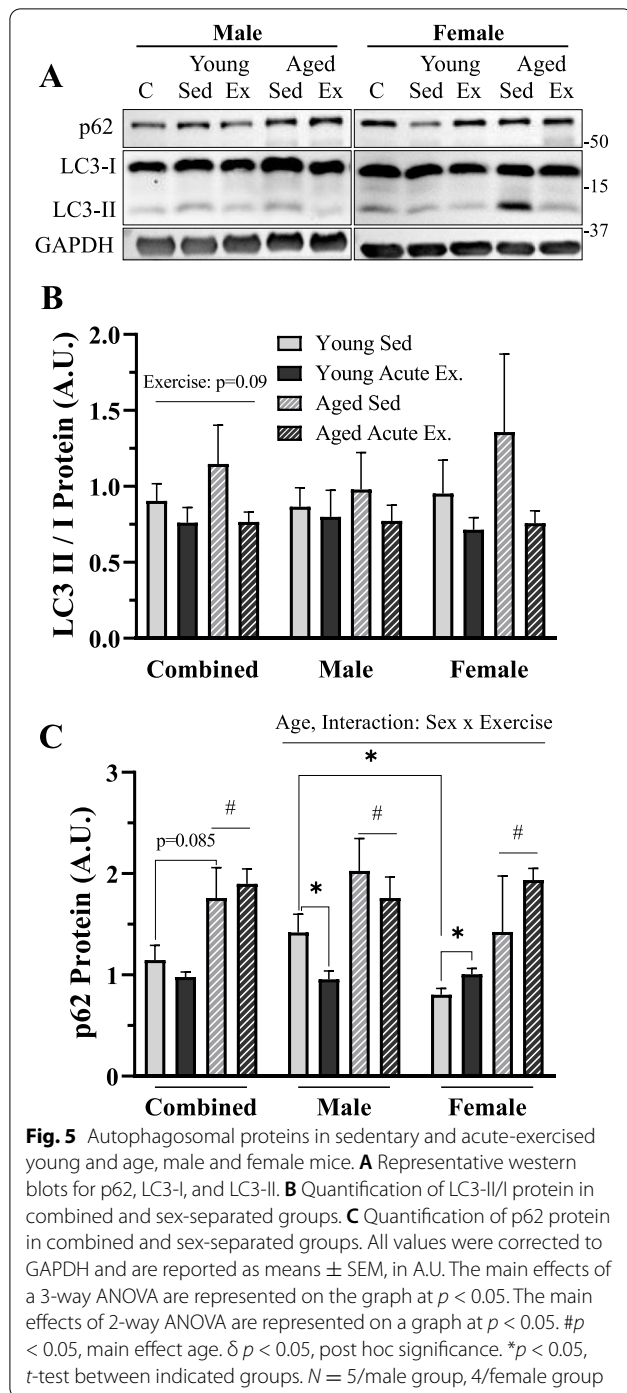 Male Female
A Young Aged Young Aged
C Sed Ex Sed Ex C Sed Ex Sed Ex
p62
-50
LC3-I
-15
LC3-II
-37
GAPDH
B
LC3 II / I Protein (A.U.)
2.0
1.5
1.0
0.5
0.0
Exercise: p=0.09
Young Sed
Young Acute Ex.
Aged Sed
Aged Acute Ex.
Combined Male Female
C
Age, Interaction: Sex x Exercise
p62 Protein (A.U.)
3
2
1
0
p=0.085
#
*
#
*
*
#
Combined Male Female
Fig. 5 Autophagosomal proteins in sedentary and acute-exercised
young and age, male and female mice. A Representative western
blots for p62, LC3-I, and LC3-II. B Quantification of LC3-II/I protein in
combined and sex-separated groups. C Quantification of p62 protein
in combined and sex-separated groups. All values were corrected to
GAPDH and are reported as means ± SEM, in A.U. The main effects of
a 3-way ANOVA are represented on the graph at p < 0.05. The main
effects of 2-way ANOVA are represented on a graph at p < 0.05. #p
< 0.05, main effect age. δ p < 0.05, post hoc significance. *p < 0.05,
t-test between indicated groups. N = 5/male group, 4/female group